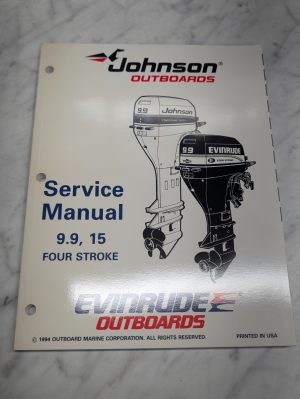 Johnson
OUTBOARDS
9.9
Johnson
9.9 EVINRUDE
Service
Manual
9.9, 15
FOUR STROKE
EVINRUDE
OUTBOARDS
© 1994 OUTBOARD MARINE CORPORATION. ALL RIGHTS RESERVED.
PRINTED IN USA